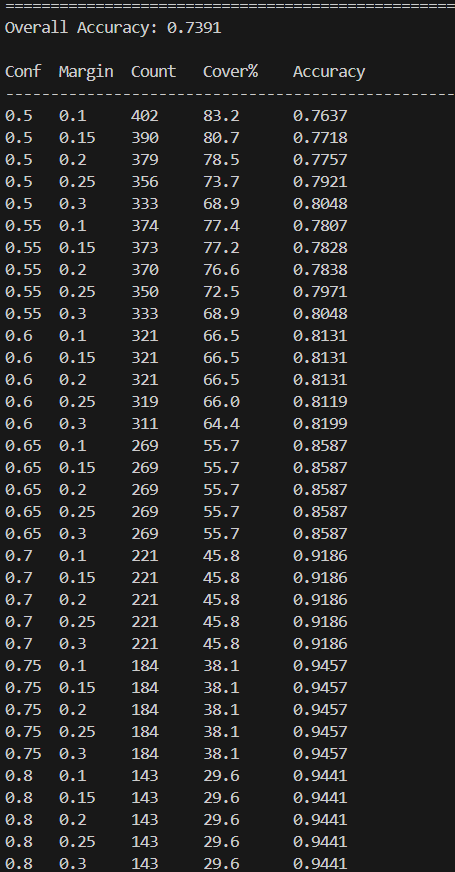 ==================================================
Overall Accuracy: 0.7391
Conf Margin Count Cover% Accuracy
--------------------------------------------------
0.5 0.1 402 83.2 0.7637
0.5 0.15 390 80.7 0.7718
0.5 0.2 379 78.5 0.7757
0.5 0.25 356 73.7 0.7921
0.5 0.3 333 68.9 0.8048
0.55 0.1 374 77.4 0.7807
0.55 0.15 373 77.2 0.7828
0.55 0.2 370 76.6 0.7838
0.55 0.25 350 72.5 0.7971
0.55 0.3 333 68.9 0.8048
0.6 0.1 321 66.5 0.8131
0.6 0.15 321 66.5 0.8131
0.6 0.2 321 66.5 0.8131
0.6 0.25 319 66.0 0.8119
0.6 0.3 311 64.4 0.8199
0.65 0.1 269 55.7 0.8587
0.65 0.15 269 55.7 0.8587
0.65 0.2 269 55.7 0.8587
0.65 0.25 269 55.7 0.8587
0.65 0.3 269 55.7 0.8587
0.7 0.1 221 45.8 0.9186
0.7 0.15 221 45.8 0.9186
0.7 0.2 221 45.8 0.9186
0.7 0.25 221 45.8 0.9186
0.7 0.3 221 45.8 0.9186
0.75 0.1 184 38.1 0.9457
0.75 0.15 184 38.1 0.9457
0.75 0.2 184 38.1 0.9457
0.75 0.25 184 38.1 0.9457
0.75 0.3 184 38.1 0.9457
0.8 0.1 143 29.6 0.9441
0.8 0.15 143 29.6 0.9441
0.8 0.2 143 29.6 0.9441
0.8 0.25 143 29.6 0.9441
0.8 0.3 143 29.6 0.9441